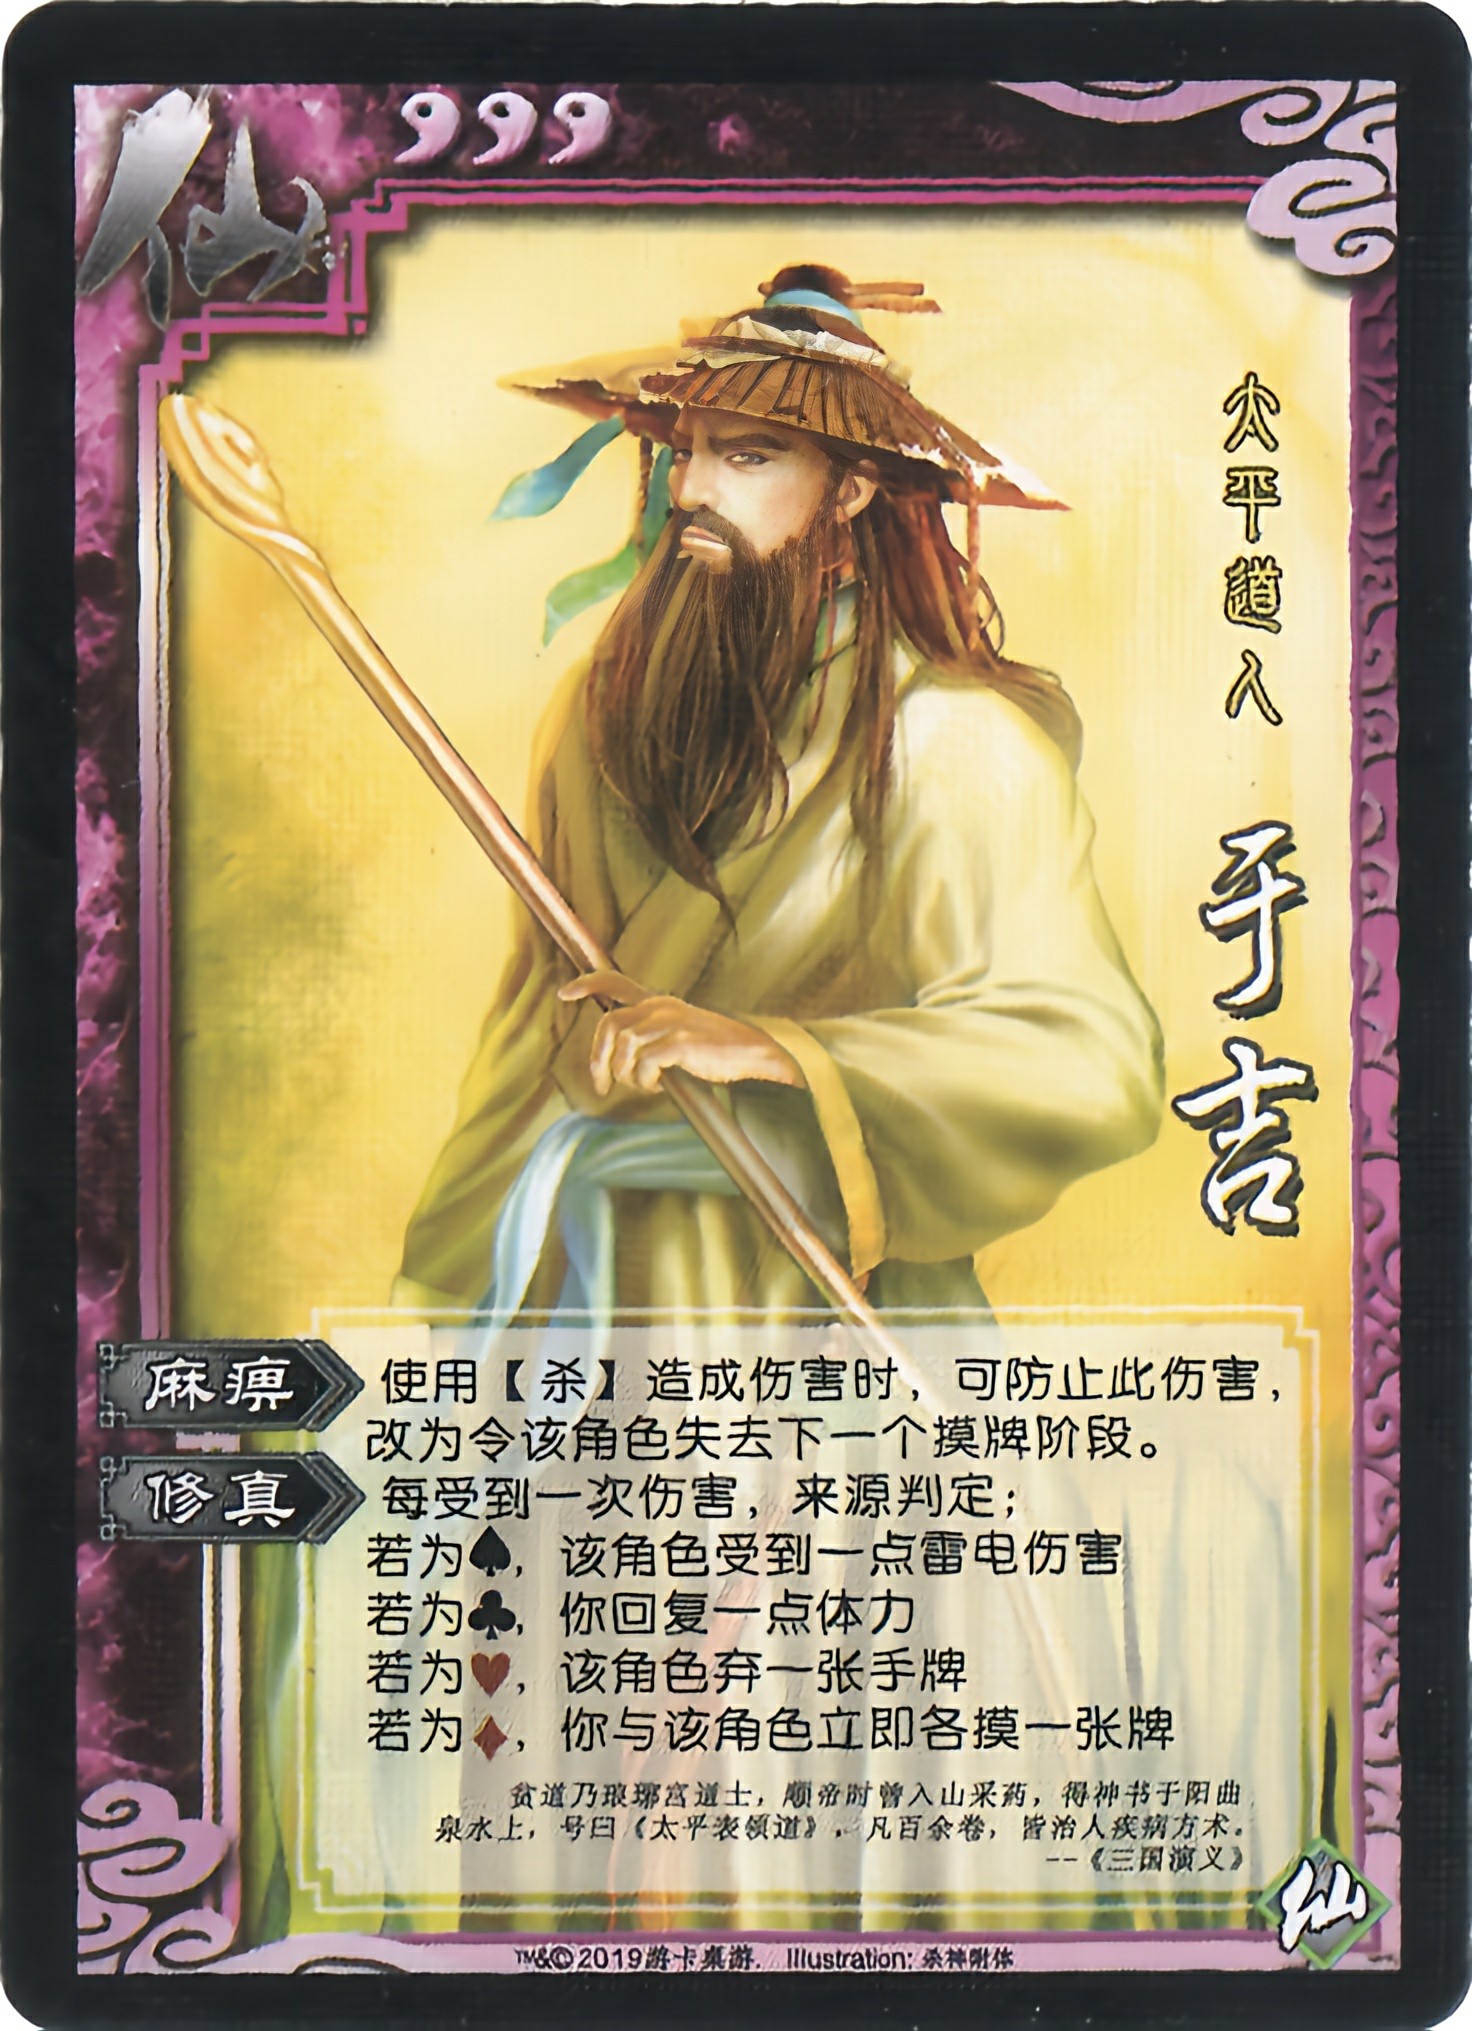 仙
太平道人
于吉
麻痹
使用【杀】造成伤害时，可防止此伤害，
改为令该角色失去下一个摸牌阶段。
修真
每受到一次伤害，来源判定；
若为♠，该角色受到一点雷电伤害
若为♣，你回复一点体力
若为♥，该角色弃一张手牌
若为♦，你与该角色立即各摸一张牌
贫道乃琅琊宫道士，顺帝时曾入山采药，得神书于阳曲
泉水上，号曰《太平青领道》，凡百余卷，皆治人疾病方术。
--《三国演义》
仙
™&©2019游卡桌游. Illustration: 杀神附体